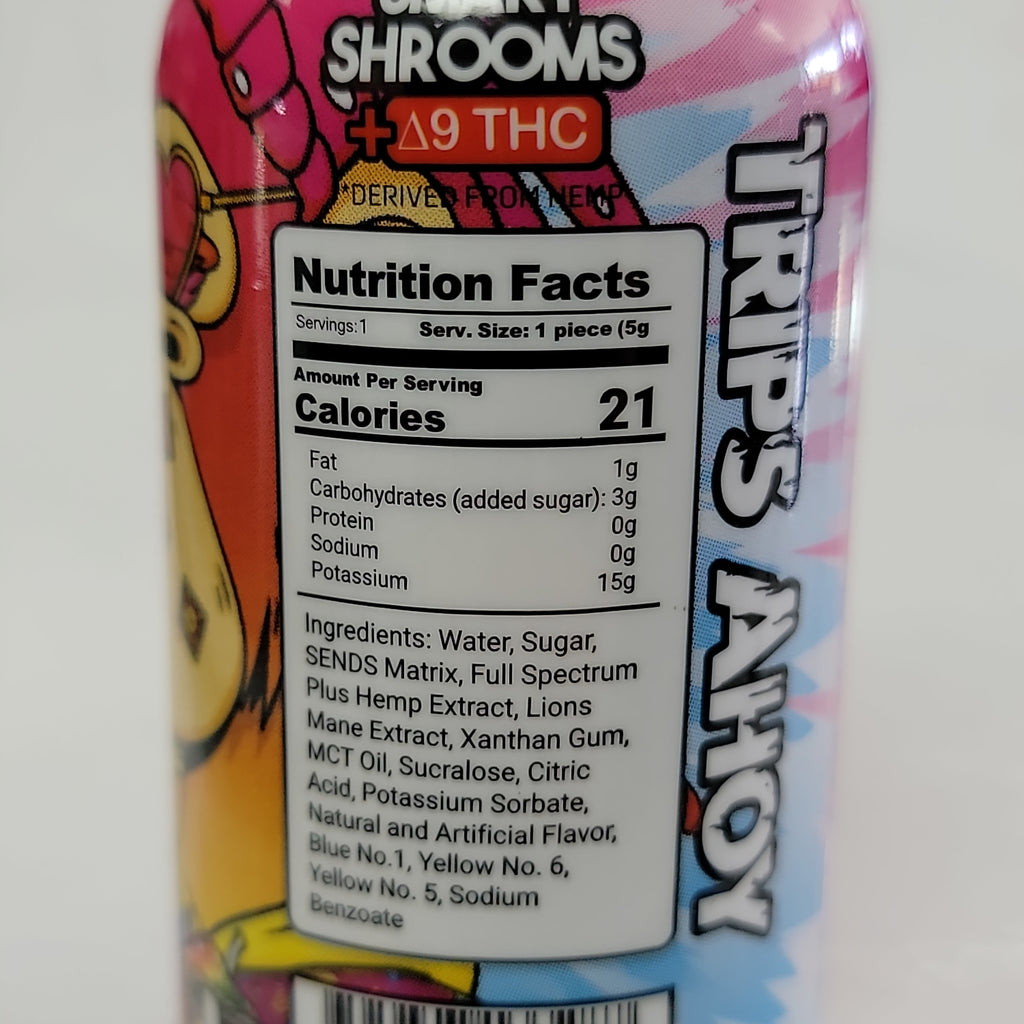 SMART
SHROOMS
+Δ9 THC
*DERIVED FROM HEMP*
Nutrition Facts
Servings:1 Serv. Size: 1 piece (5g
Amount Per Serving
Calories 21
Fat 1g
Carbohydrates (added sugar): 3g
Protein 0g
Sodium 0g
Potassium 15g
Ingredients: Water, Sugar,
SENDS Matrix, Full Spectrum
Plus Hemp Extract, Lions
Mane Extract, Xanthan Gum,
MCT Oil, Sucralose, Citric
Acid, Potassium Sorbate,
Natural and Artificial Flavor,
Blue No.1, Yellow No. 6,
Yellow No. 5, Sodium
Benzoate
TRIPS AHOY